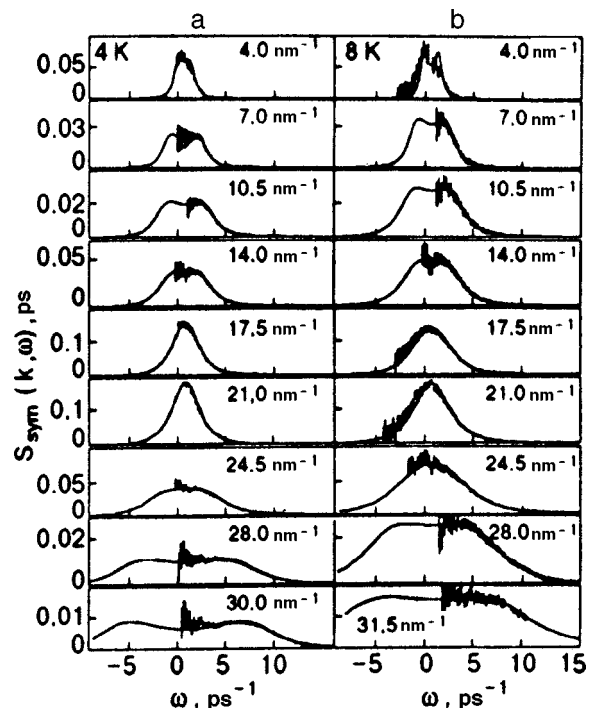 a b
4 K 4.0 nm⁻¹ 8 K 4.0 nm⁻¹
0.05
0
7.0 nm⁻¹ 7.0 nm⁻¹
0.03
0
10.5 nm⁻¹ 10.5 nm⁻¹
0.02
0
14.0 nm⁻¹ 14.0 nm⁻¹
0.05
0
17.5 nm⁻¹ 17.5 nm⁻¹
0.1
0
21,0 nm⁻¹ 21.0 nm⁻¹
0.1
0
24.5 nm⁻¹ 24.5 nm⁻¹
0.05
0
28.0 nm⁻¹ 28.0 nm⁻¹
0.02
0
30.0 nm⁻¹ 31.5 nm⁻¹
0.01
0
S sym (k,ω), ps
-5 0 5 10 -5 0 5 10 15
ω, ps⁻¹ ω, ps⁻¹